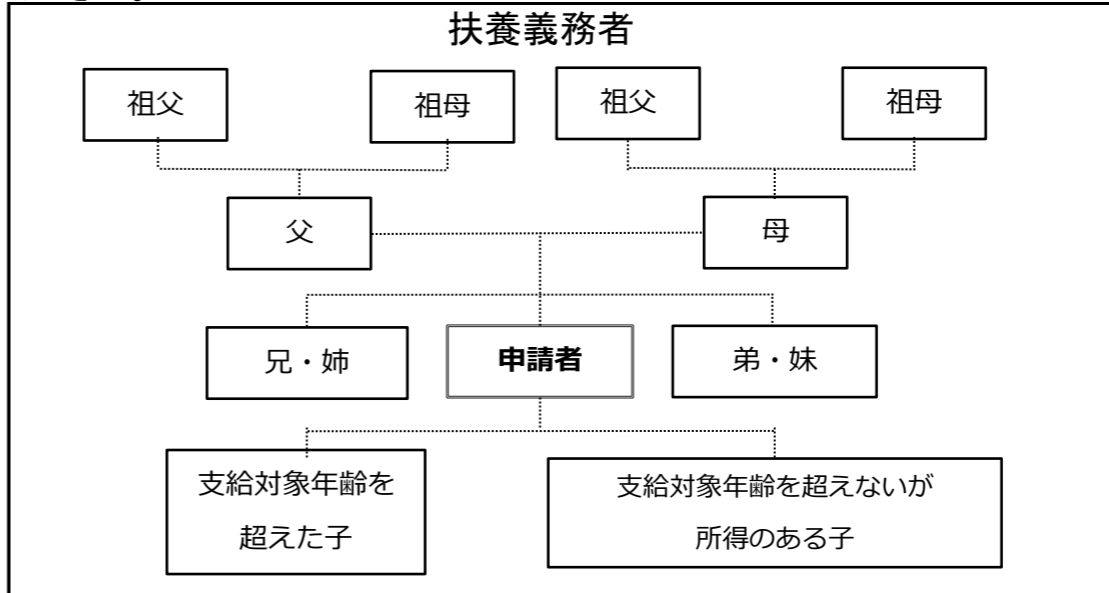 扶養義務者
祖父
祖母
祖父
祖母
父
母
兄・姉
申請者
弟・妹
支給対象年齢を
超えた子
支給対象年齢を超えないが
所得のある子